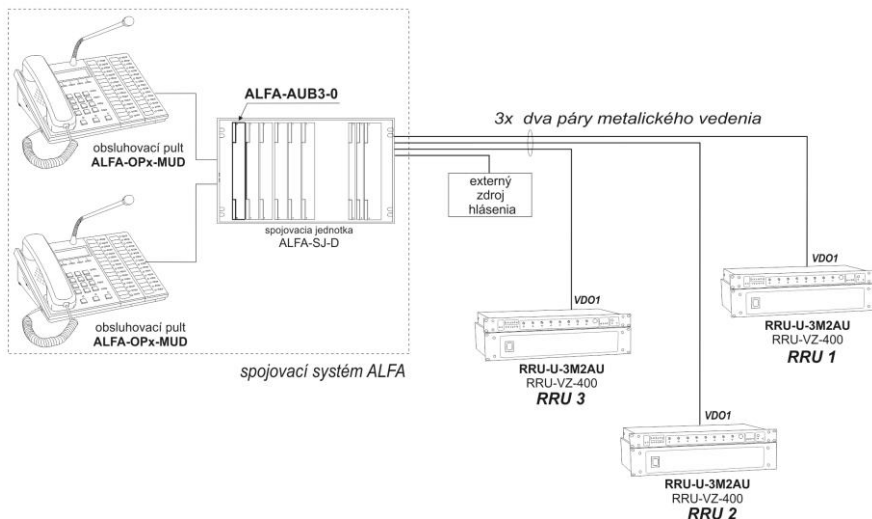 ALFA-AUB3-0
obsluhovací pult
ALFA-OPx-MUD
spojovacia jednotka
ALFA-SJ-D
obsluhovací pult
ALFA-OPx-MUD
spojovací systém ALFA
3x dva páry metalického vedenia
externý
zdroj
hlásenia
VDO1
RRU-U-3M2AU
RRU-VZ-400
RRU 1
VDO1
RRU-U-3M2AU
RRU-VZ-400
RRU 3
VDO1
RRU-U-3M2AU
RRU-VZ-400
RRU 2